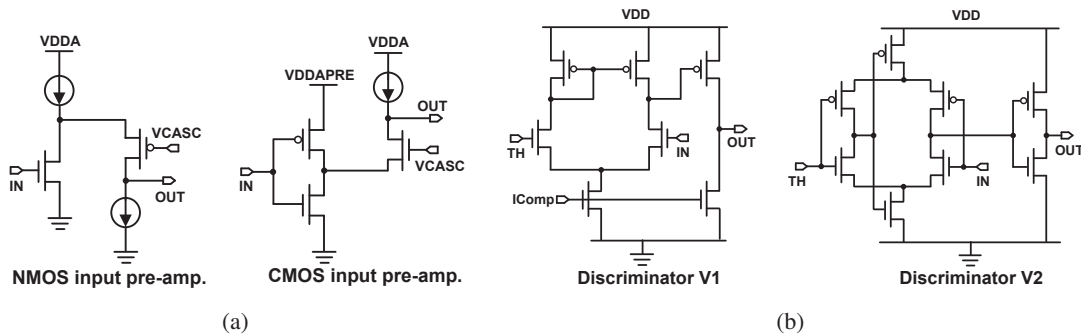 VDDA
VCASC
IN
OUT
NMOS input pre-amp.
VDDA
VDDAPRE
OUT
VCASC
IN
CMOS input pre-amp.
(a)
VDD
TH
IN
OUT
IComp
Discriminator V1
VDD
OUT
TH
IN
Discriminator V2
(b)